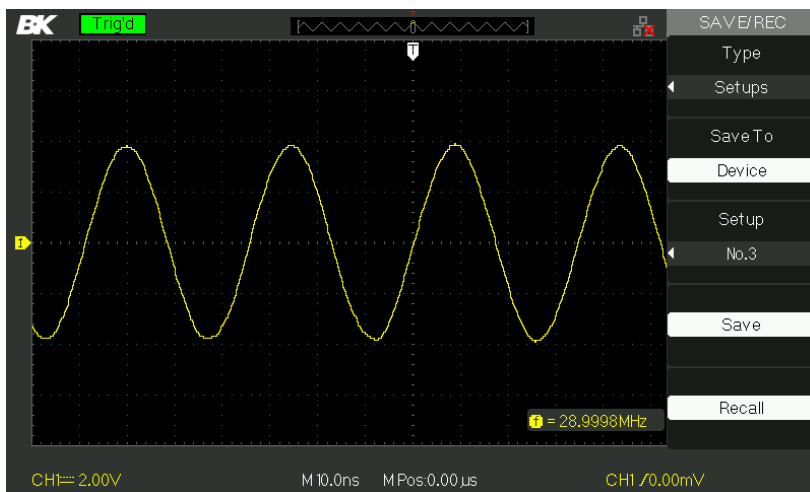 BK Trig'd T SAVE/REC
T
Type
Setups
Save To
Device
Setup
No.3
Save
Recall
f = 28.9998MHz
CH1 2.00V M 10.0ns M Pos:0.00µs CH1 0.00mV